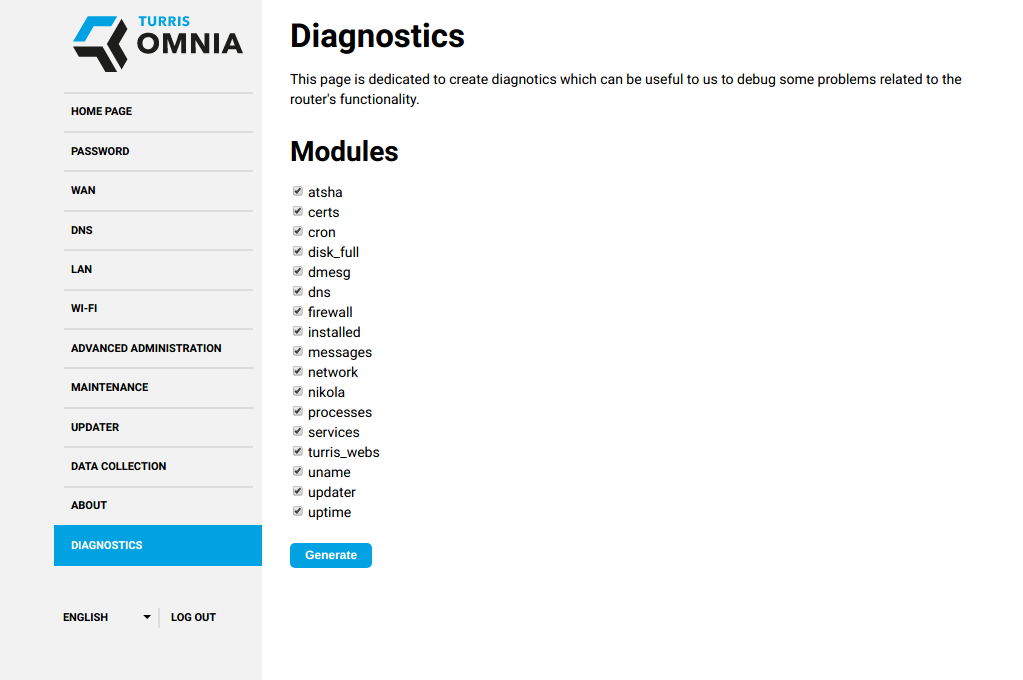 TURRIS
OMNIA
HOME PAGE
PASSWORD
WAN
DNS
LAN
WI-FI
ADVANCED ADMINISTRATION
MAINTENANCE
UPDATER
DATA COLLECTION
ABOUT
DIAGNOSTICS
ENGLISH
LOG OUT
Diagnostics
This page is dedicated to create diagnotics which can be useful to us to debug some problems related to the
router's functionality.
Modules
atsha
certs
cron
disk_full
dmesg
dns
firewall
installed
messages
network
nikola
processes
services
turris_webs
uname
updater
uptime
Generate